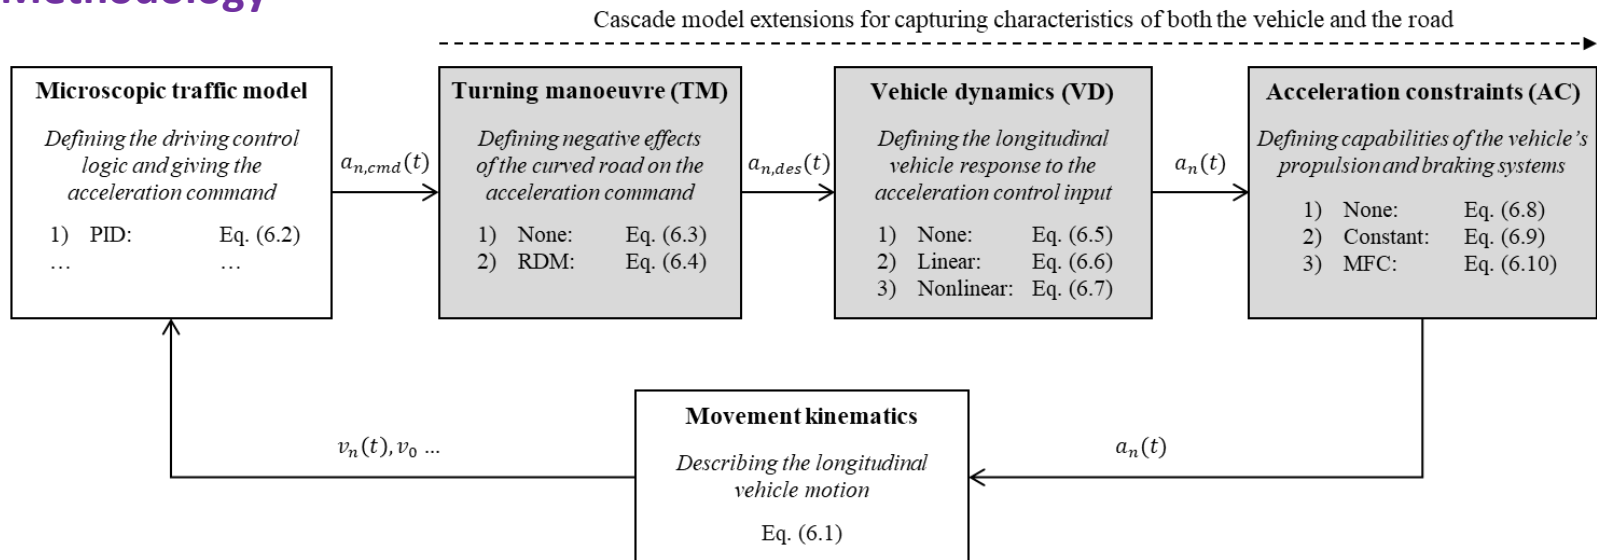 Methodology
Cascade model extensions for capturing characteristics of both the vehicle and the road
Microscopic traffic model
Defining the driving control
logic and giving the
acceleration command
1) PID: Eq. (6.2)
… …
a_{n,cmd}(t)
Turning manoeuvre (TM)
Defining negative effects
of the curved road on the
acceleration command
1) None: Eq. (6.3)
2) RDM: Eq. (6.4)
a_{n,des}(t)
Vehicle dynamics (VD)
Defining the longitudinal
vehicle response to the
acceleration control input
1) None: Eq. (6.5)
2) Linear: Eq. (6.6)
3) Nonlinear: Eq. (6.7)
a_n(t)
Acceleration constraints (AC)
Defining capabilities of the vehicle’s
propulsion and braking systems
1) None: Eq. (6.8)
2) Constant: Eq. (6.9)
3) MFC: Eq. (6.10)
v_n(t), v_0 ...
Movement kinematics
Describing the longitudinal
vehicle motion
Eq. (6.1)
a_n(t)